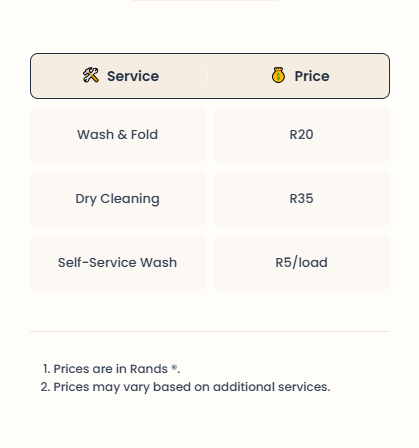 🛠 Service 💰 Price
Wash & Fold R20
Dry Cleaning R35
Self-Service Wash R5/load
1. Prices are in Rands ®.
2. Prices may vary based on additional services.